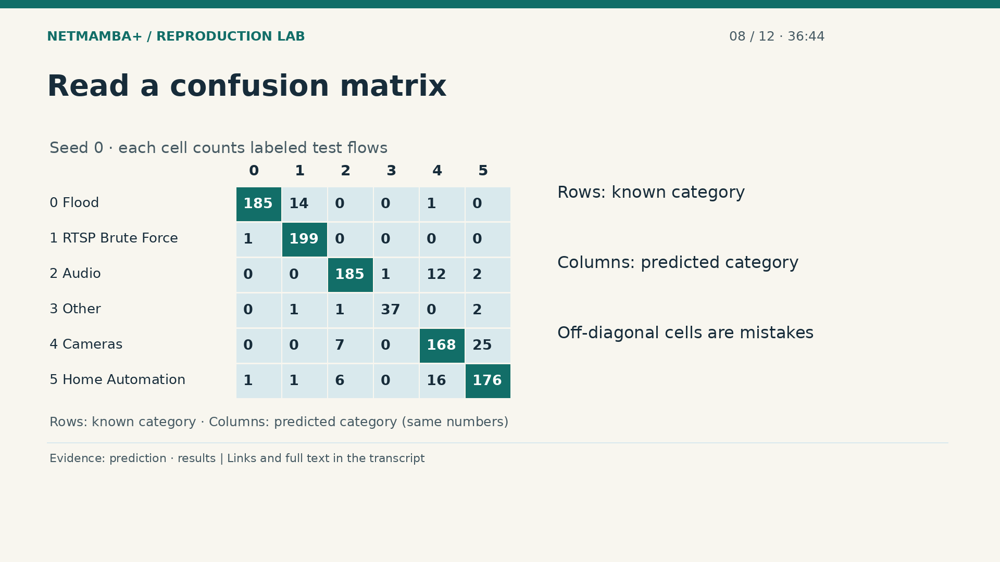 NETMAMBA+ / REPRODUCTION LAB
08 / 12 · 36:44
Read a confusion matrix
Seed 0 · each cell counts labeled test flows
0 1 2 3 4 5
0 Flood 185 14 0 0 1 0
1 RTSP Brute Force 1 199 0 0 0 0
2 Audio 0 0 185 1 12 2
3 Other 0 1 1 37 0 2
4 Cameras 0 0 7 0 168 25
5 Home Automation 1 1 6 0 16 176
Rows: known category · Columns: predicted category (same numbers)
Rows: known category
Columns: predicted category
Off-diagonal cells are mistakes
Evidence: prediction · results | Links and full text in the transcript